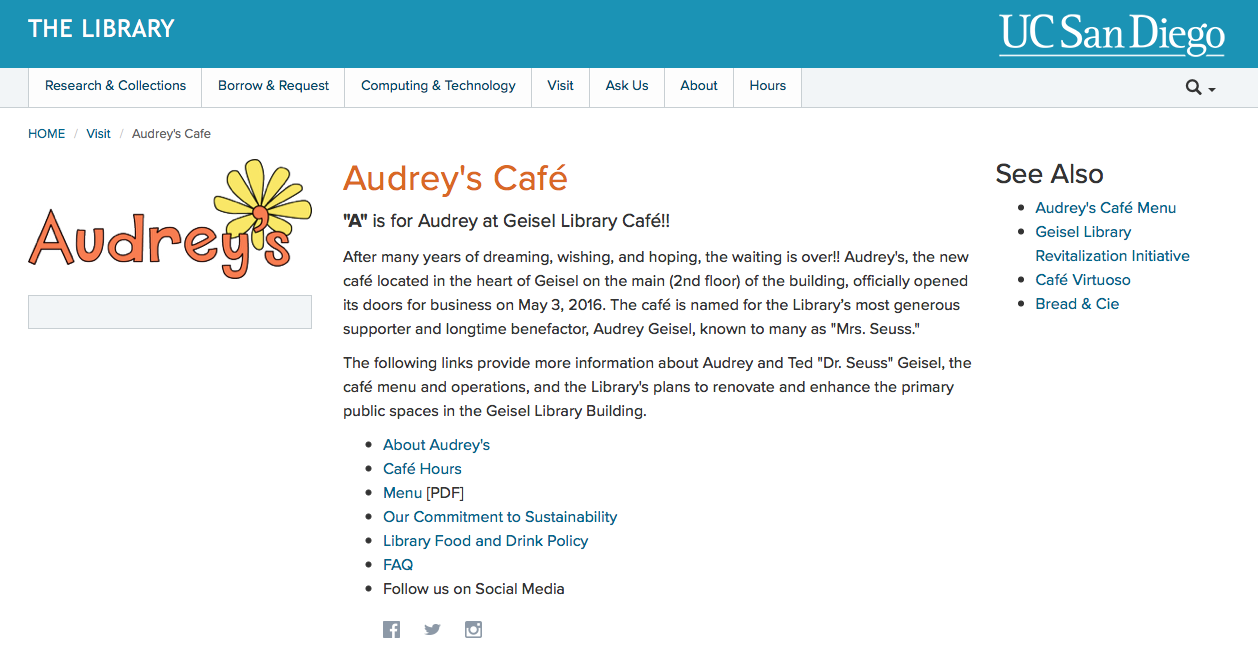 THE LIBRARY
UC San Diego
Research & Collections
Borrow & Request
Computing & Technology
Visit
Ask Us
About
Hours
HOME / Visit / Audrey's Cafe
Audrey's
Audrey's Café
"A" is for Audrey at Geisel Library Café!!
After many years of dreaming, wishing, and hoping, the waiting is over!! Audrey's, the new
café located in the heart of Geisel on the main (2nd floor) of the building, officially opened
its doors for business on May 3, 2016. The café is named for the Library's most generous
supporter and longtime benefactor, Audrey Geisel, known to many as "Mrs. Seuss."
The following links provide more information about Audrey and Ted "Dr. Seuss" Geisel, the
café menu and operations, and the Library's plans to renovate and enhance the primary
public spaces in the Geisel Library Building.
About Audrey's
Café Hours
Menu [PDF]
Our Commitment to Sustainability
Library Food and Drink Policy
FAQ
Follow us on Social Media
See Also
Audrey's Café Menu
Geisel Library
Revitalization Initiative
Café Virtuoso
Bread & Cie